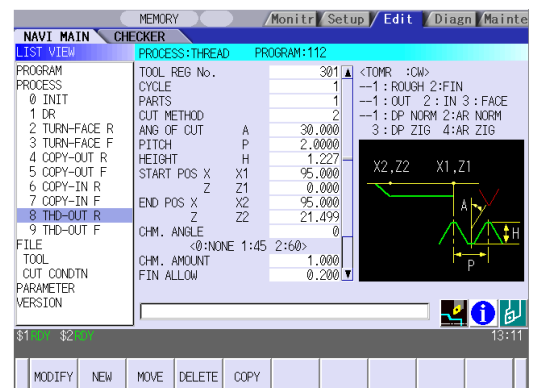 MEMORY Monitr Setup Edit Diagn Mainte
NAVI MAIN CHECKER
LIST VIEW PROCESS:THREAD PROGRAM:112
PROGRAM
PROCESS
0 INIT
1 DR
2 TURN-FACE R
3 TURN-FACE F
4 COPY-OUT R
5 COPY-OUT F
6 COPY-IN R
7 COPY-IN F
8 THD-OUT R
9 THD-OUT F
FILE
TOOL
CUT CONDTN
PARAMETER
VERSION
TOOL REG No. 301
CYCLE 1
PARTS 1
CUT METHOD 2
ANG OF CUT A 30.000
PITCH P 2.0000
HEIGHT H 1.227
START POS X X1 95.000
Z Z1 0.000
END POS X X2 95.000
Z Z2 21.499
CHM. ANGLE 0
<0:NONE 1:45 2:60>
CHM. AMOUNT 1.000
FIN ALLOW 0.200
<TOMR :CW>
--1:ROUGH 2:FIN
--1:OUT 2:IN 3:FACE
--1:DP NORM 2:AR NORM
3:DP ZIG 4:AR ZIG
X2,Z2 X1,Z1
A
H
P
$1 RDY $2 RDY 13:11
MODIFY NEW MOVE DELETE COPY